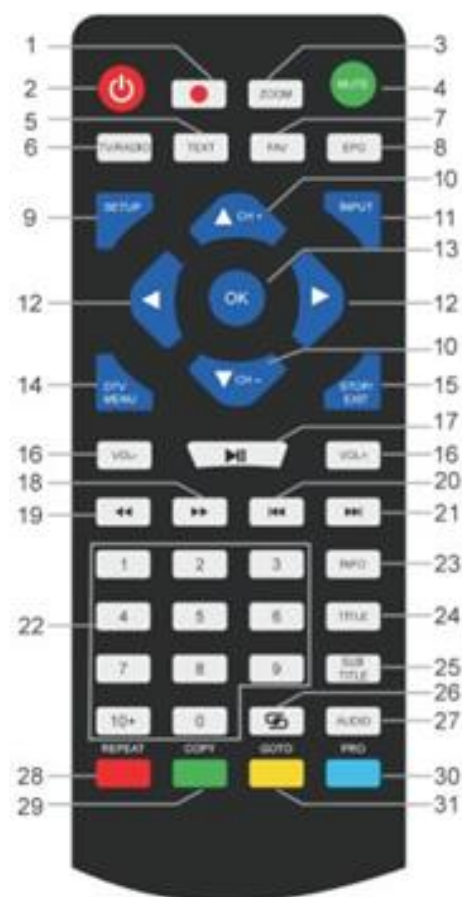 1
3
2
ZOOM
MUTE
4
5
7
6
TV/RADIO
TEXT
FAV
EPG
8
10
9
SETUP
CH +
INPUT
11
13
12
OK
12
10
14
DTV
MENU
CH -
STOP/
EXIT
15
17
16
VOL-
VOL+
16
18
20
19
21
1
2
3
INFO
23
22
4
5
6
TITLE
24
7
8
9
SUB
TITLE
25
26
10+
0
AUDIO
27
REPEAT
COPY
GOTO
PRO
28
30
29
31